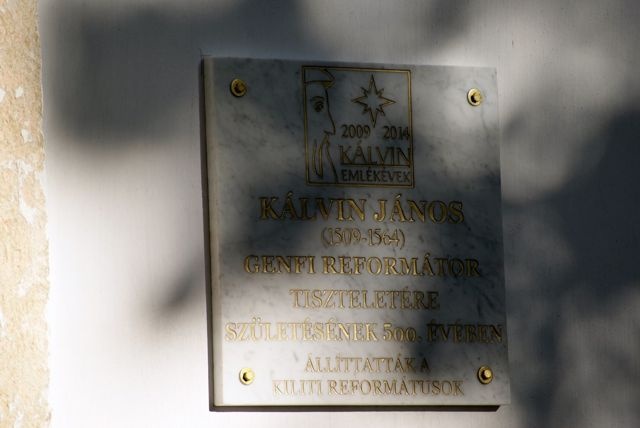 2009 2014
KÁLVIN
EMLÉKÉVEK
KÁLVIN JÁNOS
(1509-1564)
GENFI REFORMÁTOR
TISZTELETÉRE
SZÜLETÉSÉNEK 500. ÉVÉBEN
ÁLLÍTTATTÁK A
KILITI REFORMÁTUSOK